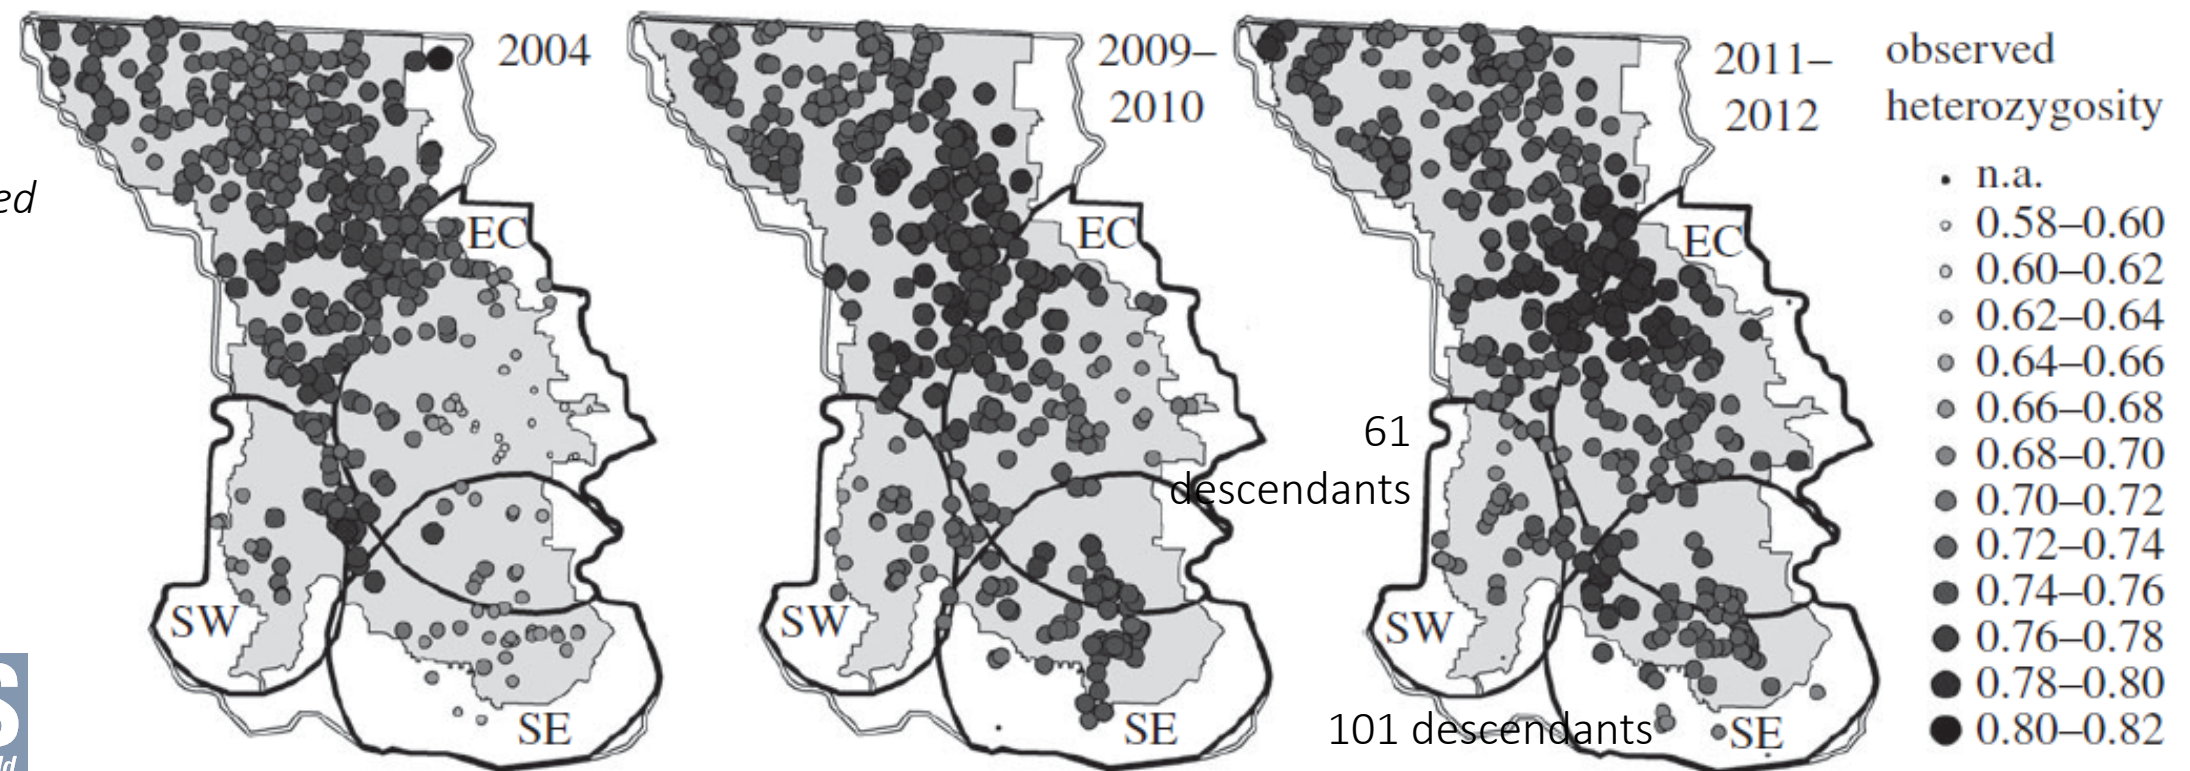 2004
EC
SW
SE
2009–
2010
EC
SW
SE
2011–
2012
EC
SW
SE
ed
61
descendants
101 descendants
observed
heterozygosity
n.a.
0.58–0.60
0.60–0.62
0.62–0.64
0.64–0.66
0.66–0.68
0.68–0.70
0.70–0.72
0.72–0.74
0.74–0.76
0.76–0.78
0.78–0.80
0.80–0.82
S
ld